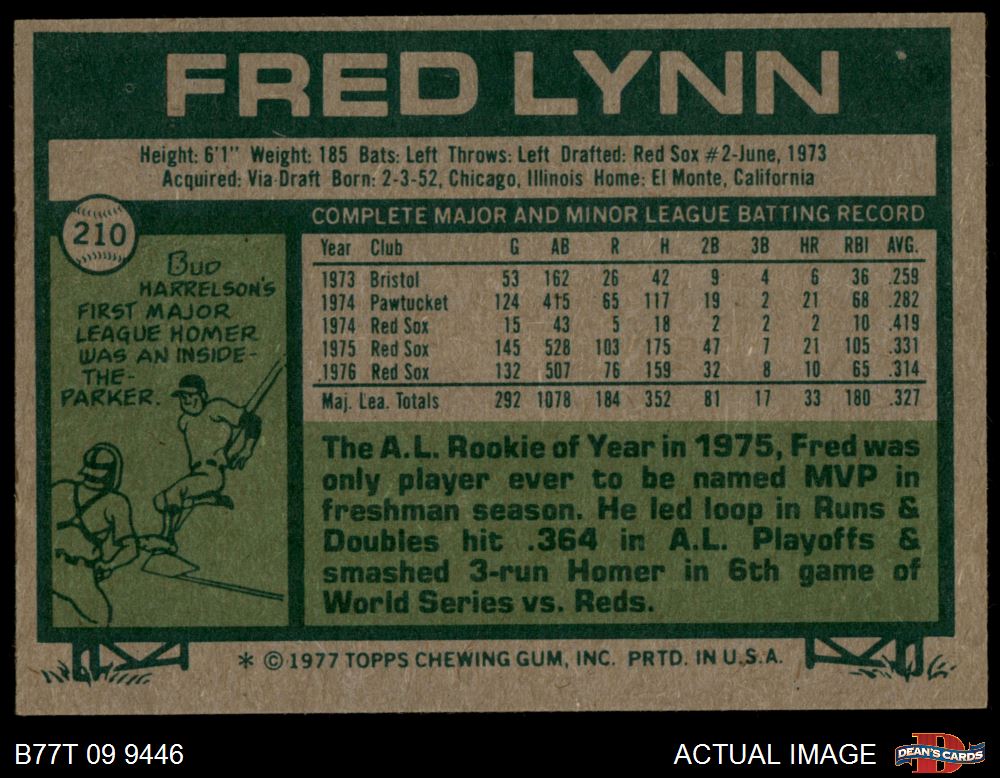 FRED LYNN
Height: 6'1" Weight: 185 Bats: Left Throws: Left Drafted: Red Sox #2-June, 1973
Acquired: Via Draft Born: 2-3-52, Chicago, Illinois Home: El Monte, California
210
BUD
HARRELSON'S
FIRST MAJOR
LEAGUE HOMER
WAS AN INSIDE-
THE-
PARKER.
COMPLETE MAJOR AND MINOR LEAGUE BATTING RECORD
Year Club G AB R H 2B 3B HR RBI AVG.
1973 Bristol 53 162 26 42 9 4 6 36 .259
1974 Pawtucket 124 415 65 117 19 2 21 68 .282
1974 Red Sox 15 43 5 18 2 2 2 10 .419
1975 Red Sox 145 528 103 175 47 7 21 105 .331
1976 Red Sox 132 507 76 159 32 8 10 65 .314
Maj. Lea. Totals 292 1078 184 352 81 17 33 180 .327
The A.L. Rookie of Year in 1975, Fred was
only player ever to be named MVP in
freshman season. He led loop in Runs &
Doubles hit .364 in A.L. Playoffs &
smashed 3-run Homer in 6th game of
World Series vs. Reds.
* © 1977 TOPPS CHEWING GUM, INC. PRTD. IN U.S.A.
B77T 09 9446
ACTUAL IMAGE
D
DEAN'S CARDS